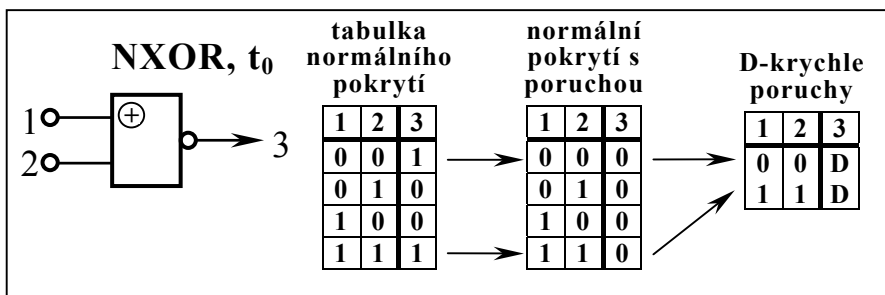 NXOR, t₀
1
2
⊕
3
tabulka
normálního
pokrytí
1 2 3
0 0 1
0 1 0
1 0 0
1 1 1
normální
pokrytí s
poruchou
1 2 3
0 0 0
0 1 0
1 0 0
1 1 0
D-krychle
poruchy
1 2 3
0 0 D
1 1 D